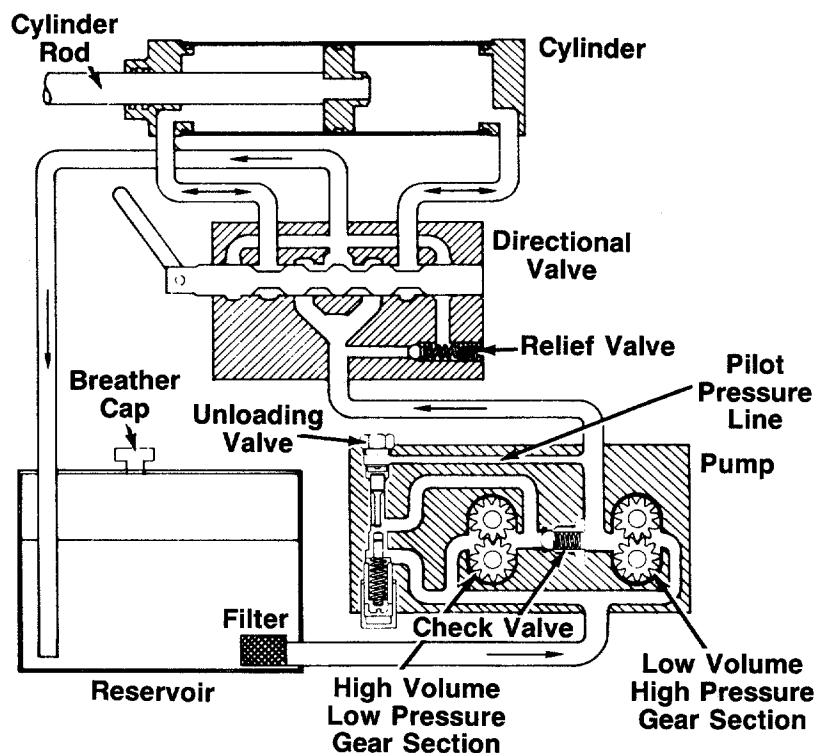 Cylinder
Rod
Cylinder
Directional
Valve
Relief Valve
Pilot
Pressure
Line
Breather
Cap
Unloading
Valve
Pump
Filter
Check Valve
Reservoir
High Volume
Low Pressure
Gear Section
Low Volume
High Pressure
Gear Section